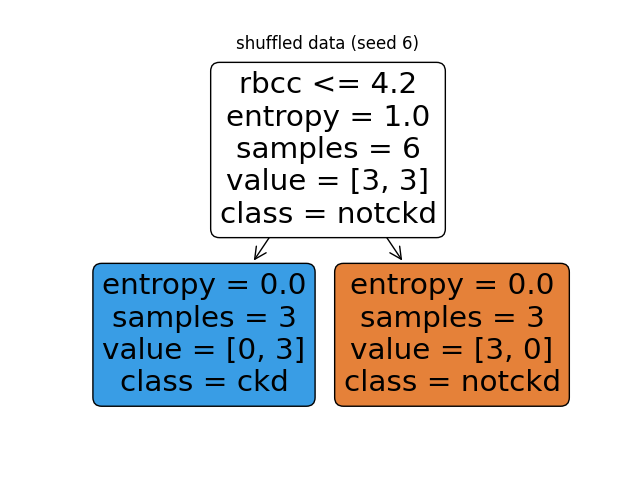 shuffled data (seed 6)
rbcc <= 4.2
entropy = 1.0
samples = 6
value = [3, 3]
class = notckd
entropy = 0.0
samples = 3
value = [0, 3]
class = ckd
entropy = 0.0
samples = 3
value = [3, 0]
class = notckd